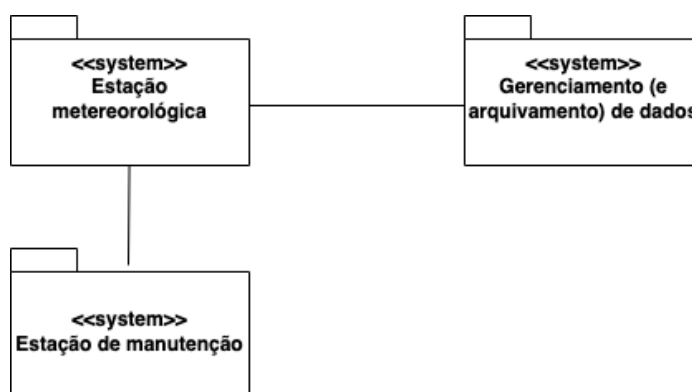 <<system>>
Estação
metereorológica
<<system>>
Gerenciamento (e
arquivamento) de dados
<<system>>
Estação de manutenção